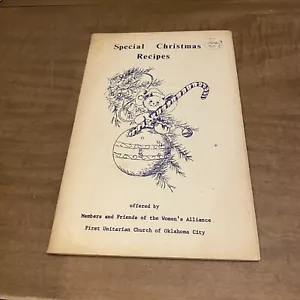 Special Christmas
Recipes
offered by
Members and Friends of the Women's Alliance
First Unitarian Church of Oklahoma City